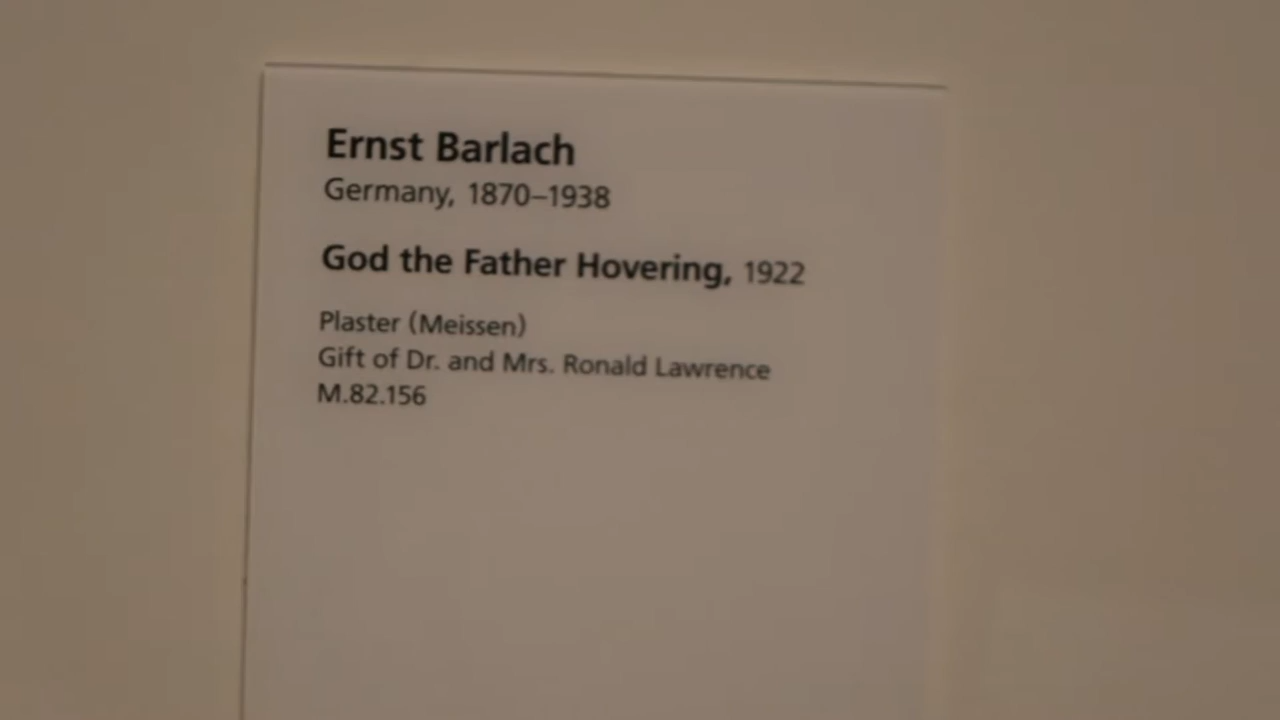 Ernst Barlach
Germany, 1870–1938
God the Father Hovering, 1922
Plaster (Meissen)
Gift of Dr. and Mrs. Ronald Lawrence
M.82.156